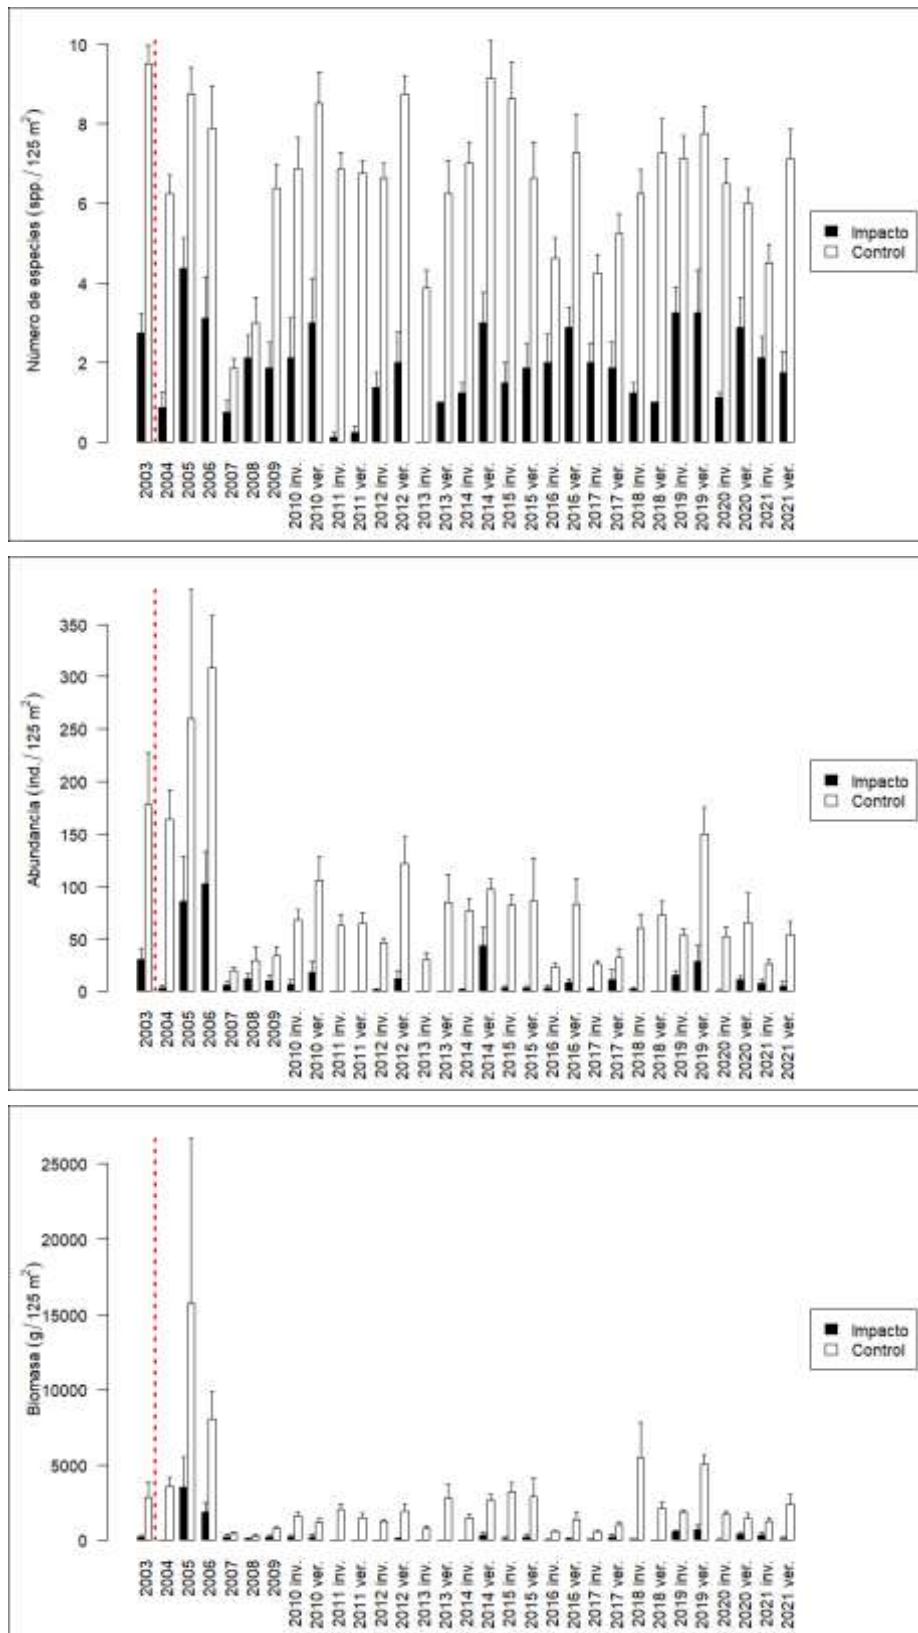 Número de especies (spp./ 125 m²)
10
8
6
4
2
0
Impacto
Control
2003
2004
2005
2006
2007
2008
2009
2010 inv.
2010 ver.
2011 inv.
2011 ver.
2012 inv.
2012 ver.
2013 inv.
2013 ver.
2014 inv.
2014 ver.
2015 inv.
2015 ver.
2016 inv.
2016 ver.
2017 inv.
2017 ver.
2018 inv.
2018 ver.
2019 inv.
2019 ver.
2020 inv.
2020 ver.
2021 inv.
2021 ver.
Abundancia (ind./ 125 m²)
350
300
250
200
150
100
50
0
Impacto
Control
2003
2004
2005
2006
2007
2008
2009
2010 inv.
2010 ver.
2011 inv.
2011 ver.
2012 inv.
2012 ver.
2013 inv.
2013 ver.
2014 inv.
2014 ver.
2015 inv.
2015 ver.
2016 inv.
2016 ver.
2017 inv.
2017 ver.
2018 inv.
2018 ver.
2019 inv.
2019 ver.
2020 inv.
2020 ver.
2021 inv.
2021 ver.
Biomasa (g/ 125 m²)
25000
20000
15000
10000
5000
0
Impacto
Control
2003
2004
2005
2006
2007
2008
2009
2010 inv.
2010 ver.
2011 inv.
2011 ver.
2012 inv.
2012 ver.
2013 inv.
2013 ver.
2014 inv.
2014 ver.
2015 inv.
2015 ver.
2016 inv.
2016 ver.
2017 inv.
2017 ver.
2018 inv.
2018 ver.
2019 inv.
2019 ver.
2020 inv.
2020 ver.
2021 inv.
2021 ver.